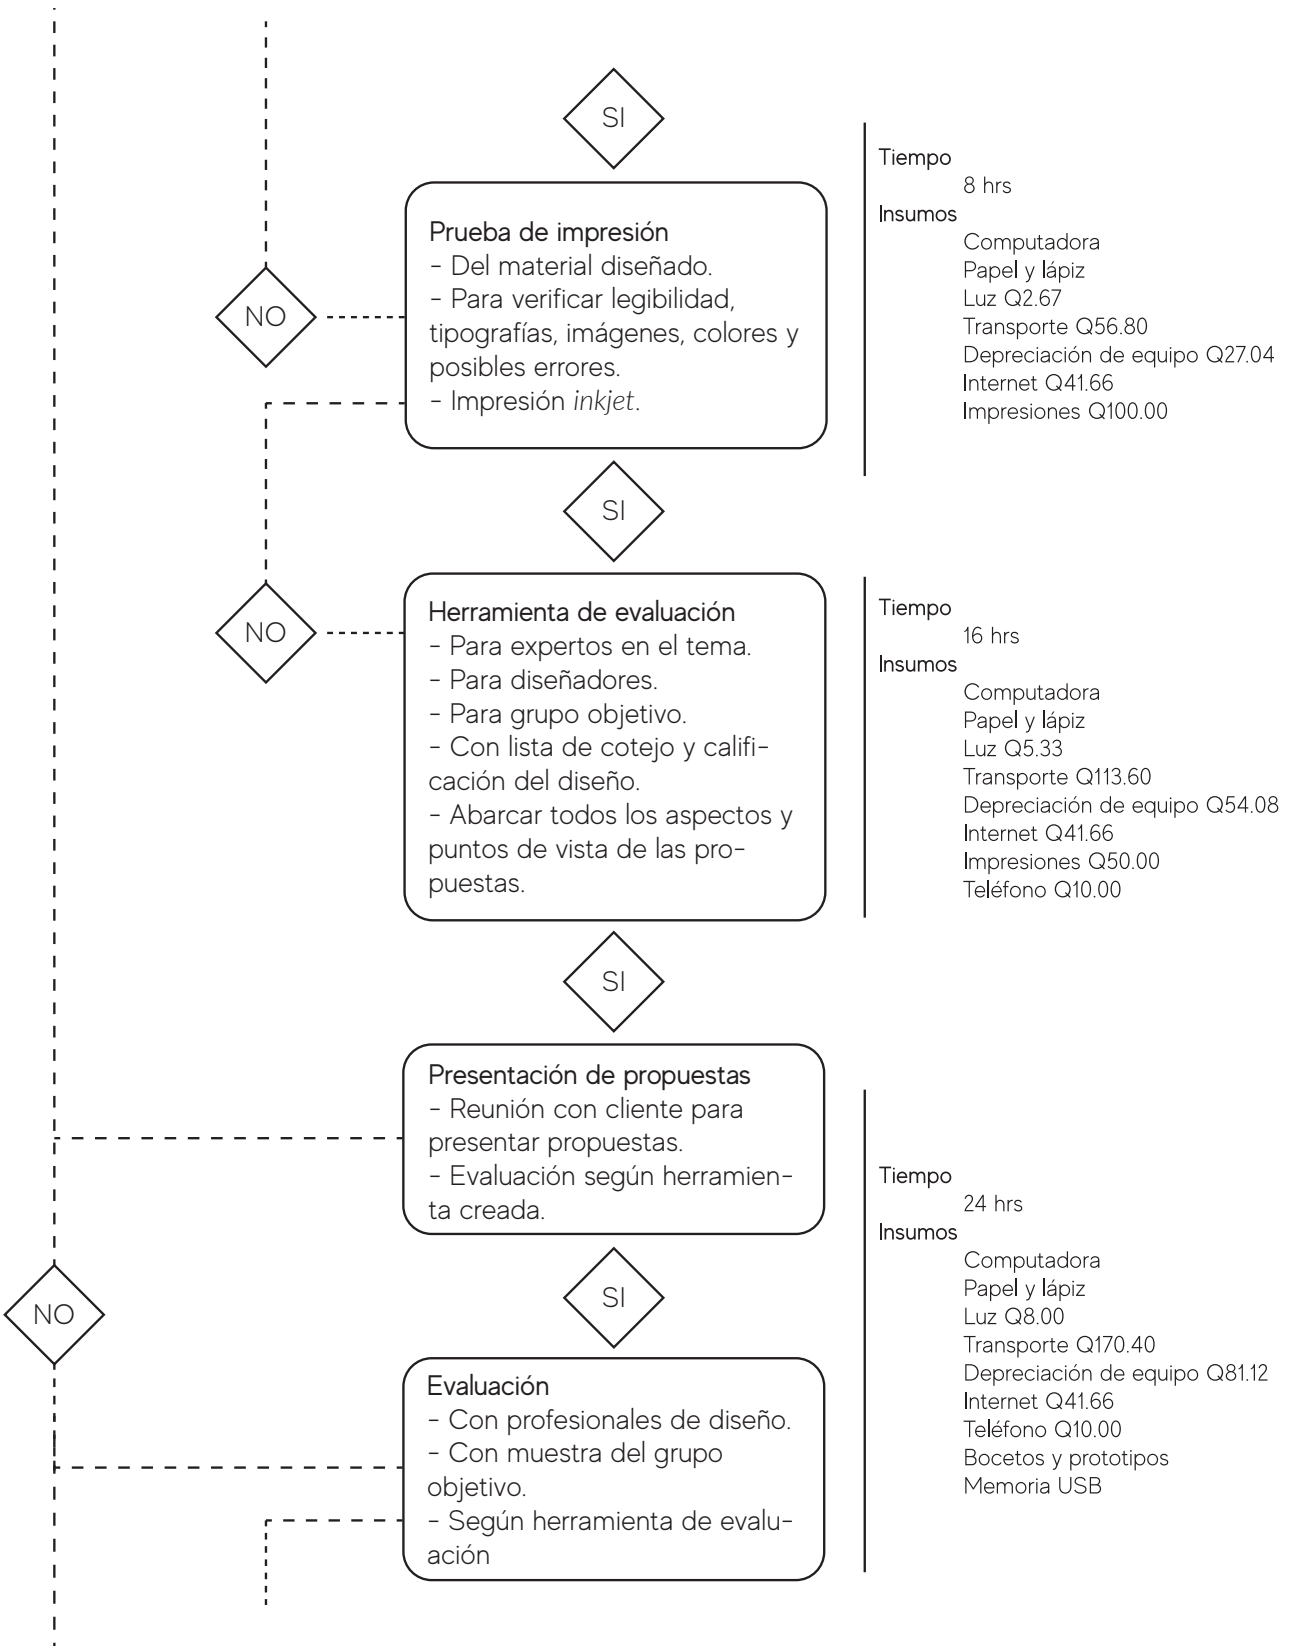 SI
Prueba de impresión
- Del material diseñado.
- Para verificar legibilidad,
tipografías, imágenes, colores y
posibles errores.
- Impresión inkjet.
NO
Tiempo
8 hrs
Insumos
Computadora
Papel y lápiz
Luz Q2.67
Transporte Q56.80
Depreciación de equipo Q27.04
Internet Q41.66
Impresiones Q100.00
SI
Herramienta de evaluación
- Para expertos en el tema.
- Para diseñadores.
- Para grupo objetivo.
- Con lista de cotejo y califi-
cación del diseño.
- Abarcar todos los aspectos y
puntos de vista de las pro-
puestas.
NO
Tiempo
16 hrs
Insumos
Computadora
Papel y lápiz
Luz Q5.33
Transporte Q113.60
Depreciación de equipo Q54.08
Internet Q41.66
Impresiones Q50.00
Teléfono Q10.00
SI
Presentación de propuestas
- Reunión con cliente para
presentar propuestas.
- Evaluación según herramien-
ta creada.
SI
NO
Evaluación
- Con profesionales de diseño.
- Con muestra del grupo
objetivo.
- Según herramienta de evalu-
ación
Tiempo
24 hrs
Insumos
Computadora
Papel y lápiz
Luz Q8.00
Transporte Q170.40
Depreciación de equipo Q81.12
Internet Q41.66
Teléfono Q10.00
Bocetos y prototipos
Memoria USB